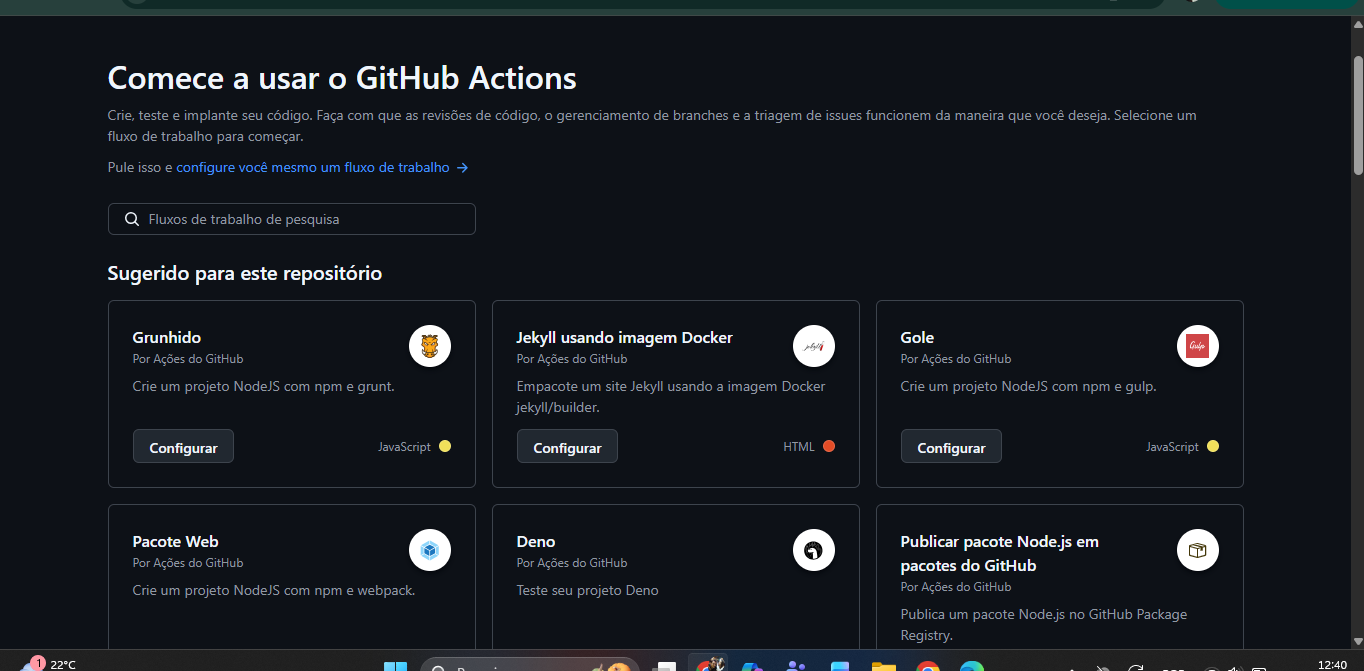 Comece a usar o GitHub Actions
Crie, teste e implante seu código. Faça com que as revisões de código, o gerenciamento de branches e a triagem de issues funcionem da maneira que você deseja. Selecione um
fluxo de trabalho para começar.
Pule isso e configure você mesmo um fluxo de trabalho →
Fluxos de trabalho de pesquisa
Sugerido para este repositório
Grunhido
Por Ações do GitHub
Crie um projeto NodeJS com npm e grunt.
Configurar
JavaScript
Jekyll usando imagem Docker
Por Ações do GitHub
Empacote um site Jekyll usando a imagem Docker
jekyll/builder.
Configurar
HTML
Gole
Por Ações do GitHub
Crie um projeto NodeJS com npm e gulp.
Gulp
Configurar
JavaScript
Pacote Web
Por Ações do GitHub
Crie um projeto NodeJS com npm e webpack.
Deno
Por Ações do GitHub
Teste seu projeto Deno
Publicar pacote Node.js em
pacotes do GitHub
Por Ações do GitHub
Publica um pacote Node.js no GitHub Package
Registry.
1
22°C
12:40